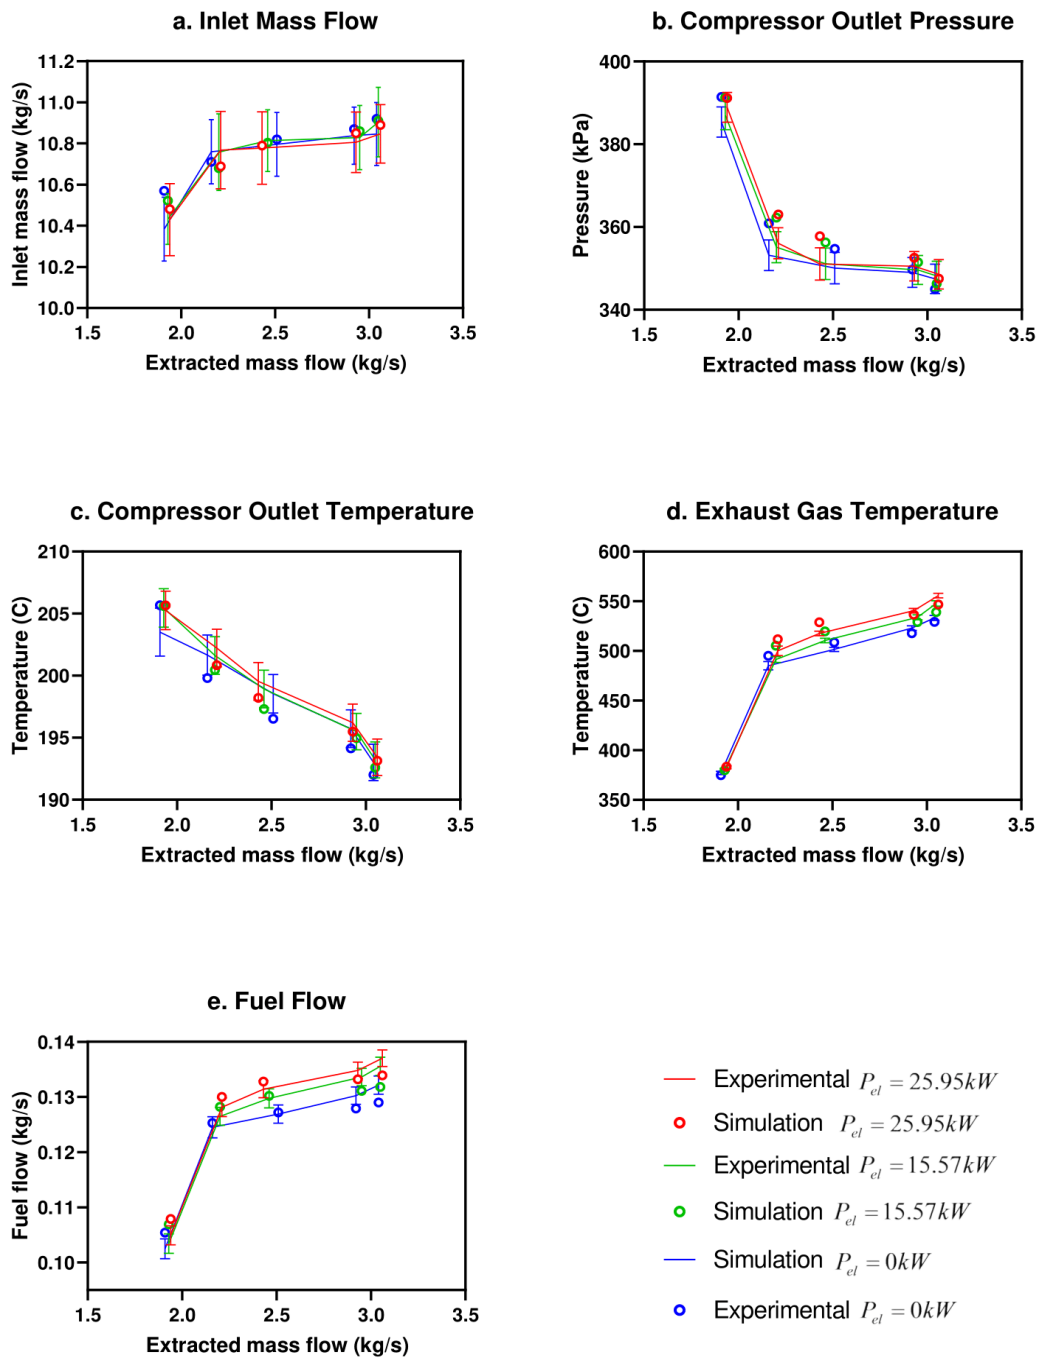 a. Inlet Mass Flow
Inlet mass flow (kg/s)
11.2
11.0
10.8
10.6
10.4
10.2
10.0
1.5 2.0 2.5 3.0 3.5
Extracted mass flow (kg/s)
b. Compressor Outlet Pressure
Pressure (kPa)
400
380
360
340
1.5 2.0 2.5 3.0 3.5
Extracted mass flow (kg/s)
c. Compressor Outlet Temperature
Temperature (C)
210
205
200
195
190
1.5 2.0 2.5 3.0 3.5
Extracted mass flow (kg/s)
d. Exhaust Gas Temperature
Temperature (C)
600
550
500
450
400
350
1.5 2.0 2.5 3.0 3.5
Extracted mass flow (kg/s)
e. Fuel Flow
Fuel flow (kg/s)
0.14
0.13
0.12
0.11
0.10
1.5 2.0 2.5 3.0 3.5
Extracted mass flow (kg/s)
Experimental P_el = 25.95kW
Simulation P_el = 25.95kW
Experimental P_el = 15.57kW
Simulation P_el = 15.57kW
Simulation P_el = 0kW
Experimental P_el = 0kW